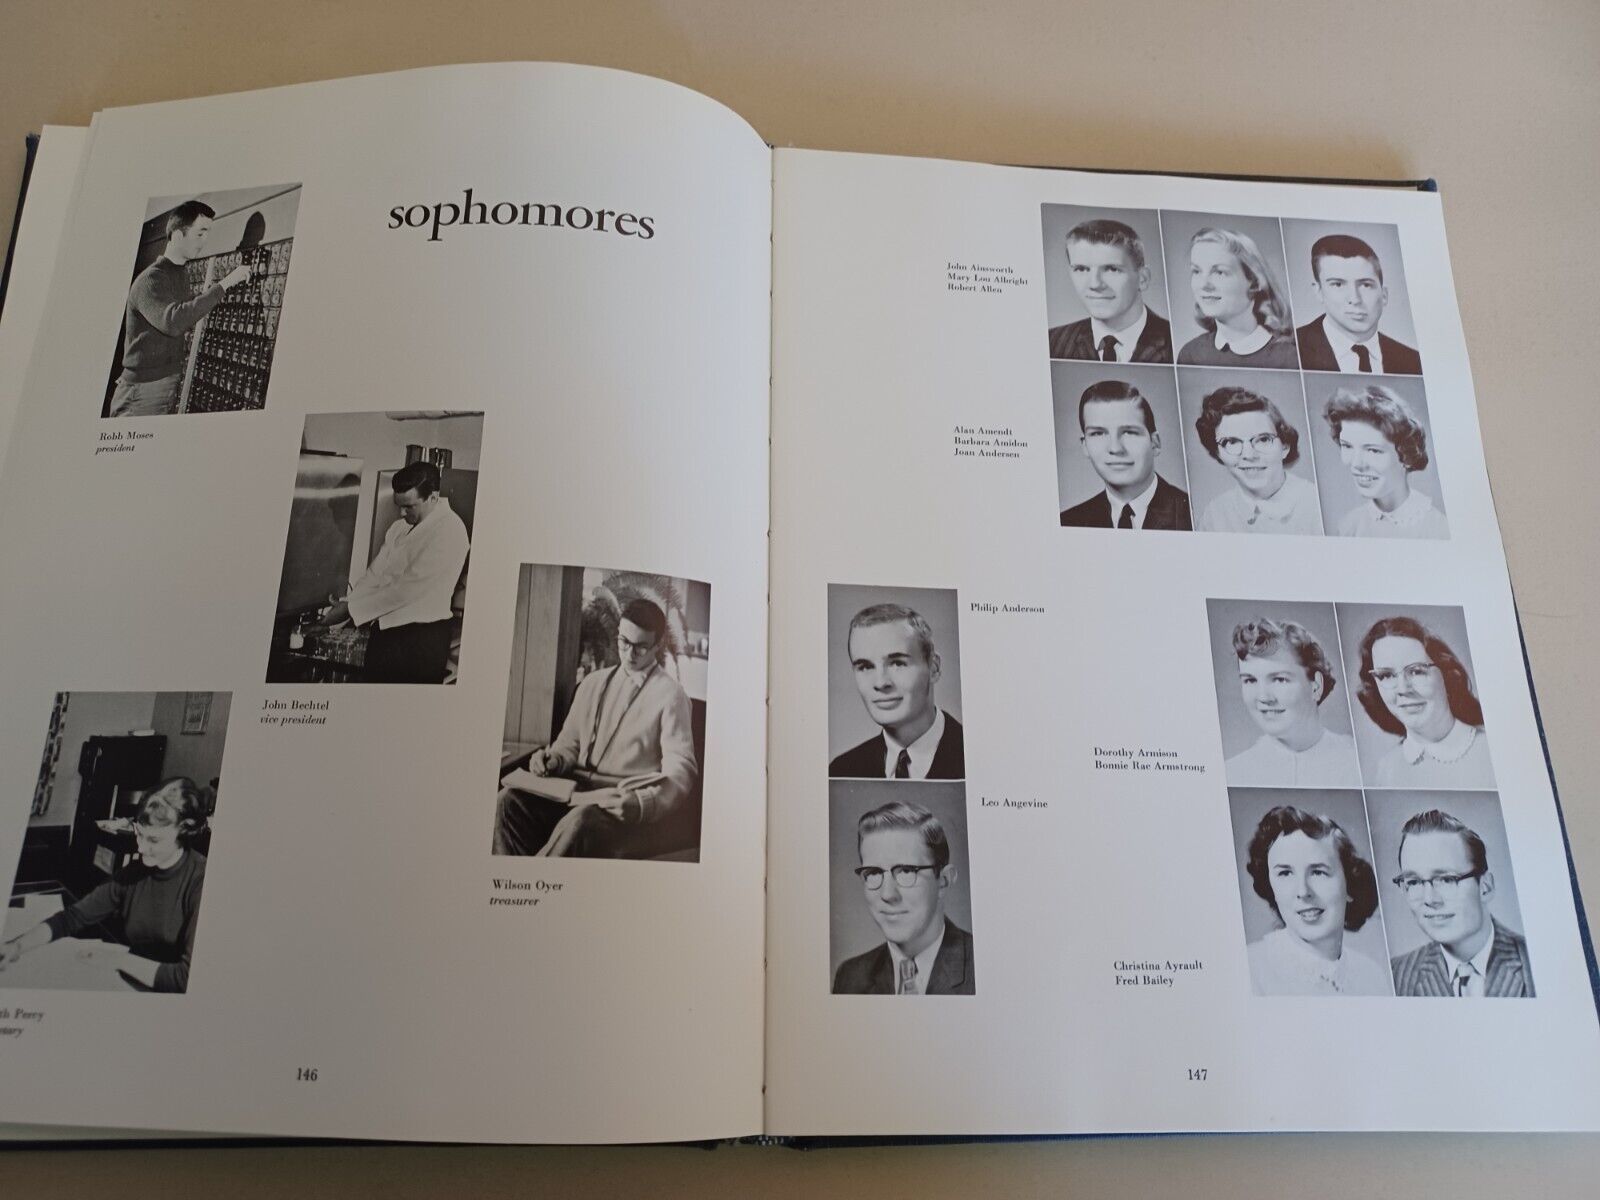 sophomores
Robb Moses
president
John Bechtel
vice president
Wilson Oyer
treasurer
Percy
146
John Ainsworth
Mary Lou Albright
Robert Allen
Alan Amendt
Barbara Amidon
Joan Andersen
Philip Anderson
Leo Angevine
Dorothy Armison
Bonnie Rae Armstrong
Christina Ayrault
Fred Bailey
147